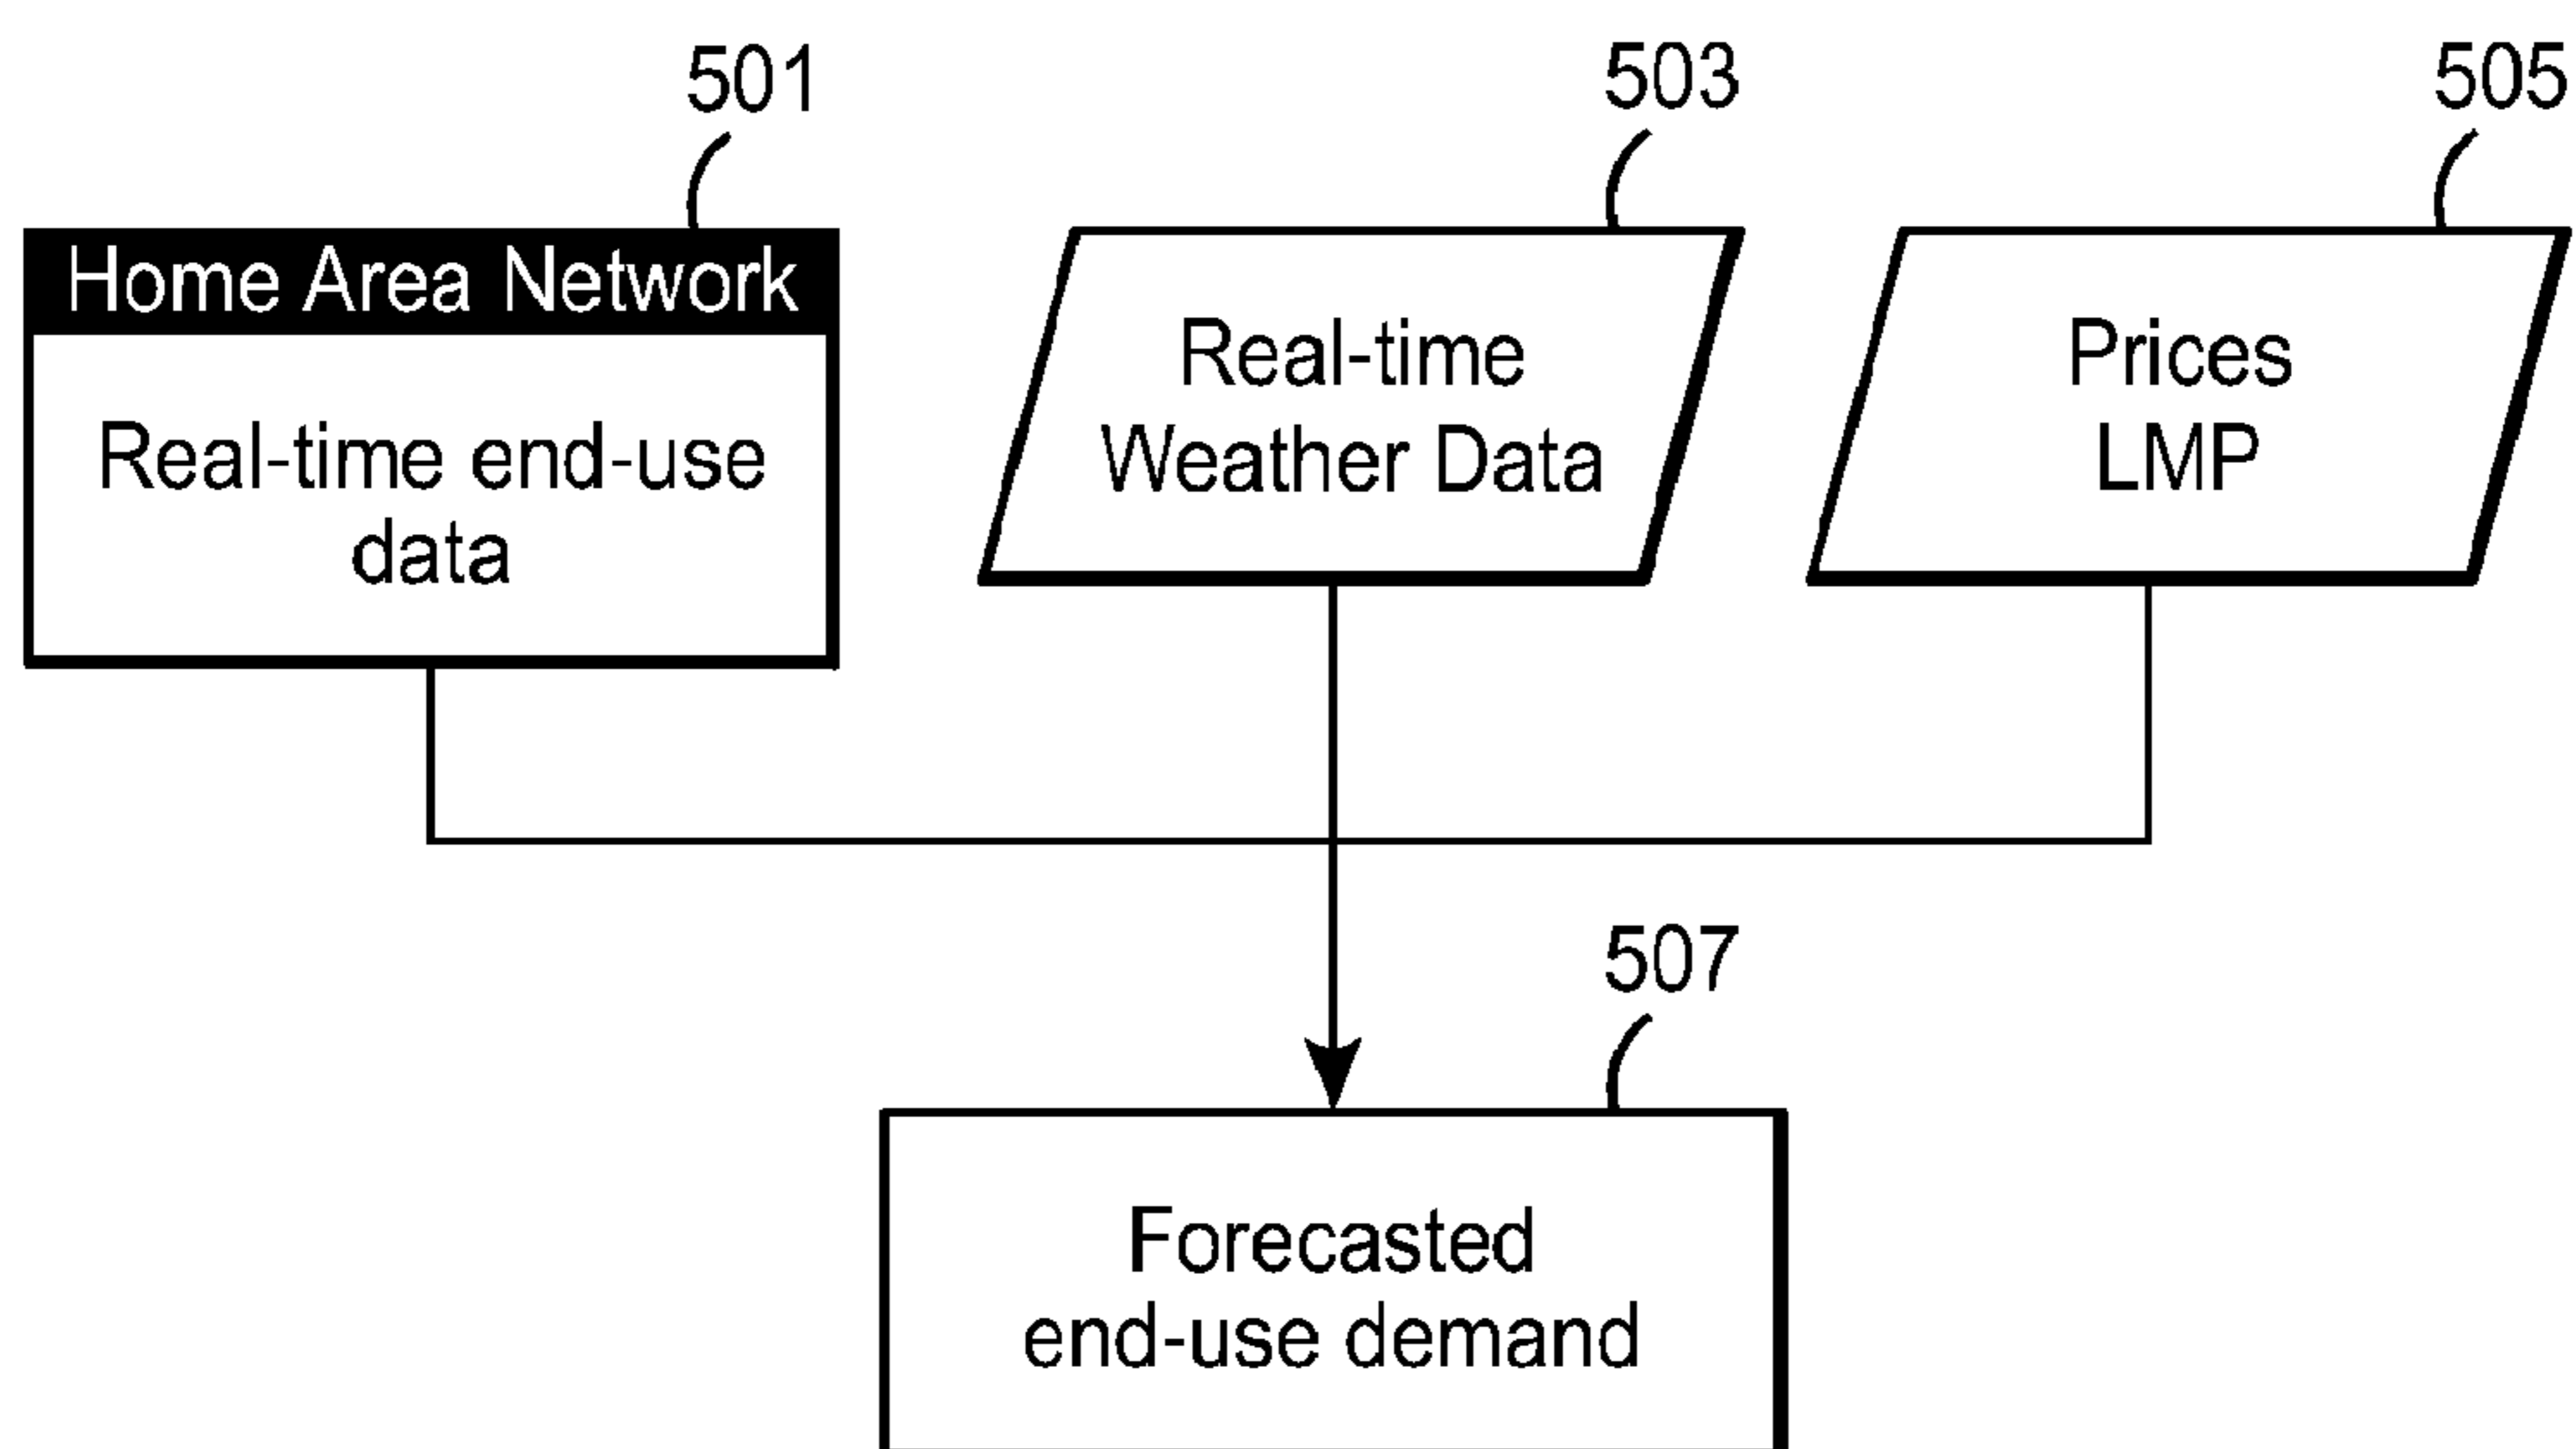 501
503
505
Home Area Network
Real-time end-use
data
Real-time
Weather Data
Prices
LMP
507
Forecasted
end-use demand